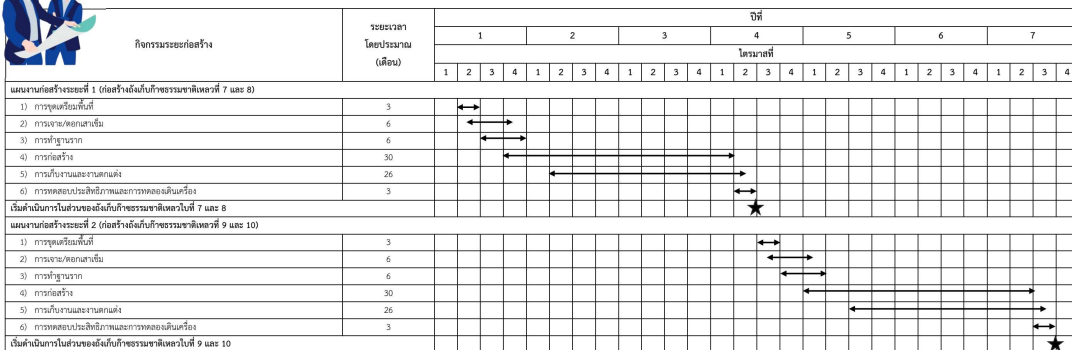 กิจกรรมระยะก่อสร้าง
ระยะเวลา
โดยประมาณ
(เดือน)
ปีที่
1 2 3 4 5 6 7
ไตรมาสที่
1 2 3 4 1 2 3 4 1 2 3 4 1 2 3 4 1 2 3 4 1 2 3 4 1 2 3 4
แผนงานก่อสร้างระยะที่ 1 (ก่อสร้างถังเก็บก๊าซธรรมชาติเหลวที่ 7 และ 8)
1) การขุดเตรียมพื้นที่ 3
2) การเจาะ/ตอกเสาเข็ม 6
3) การทำฐานราก 6
4) การก่อสร้าง 30
5) การเก็บงานและงานตกแต่ง 26
6) การทดสอบประสิทธิภาพและการทดลองเดินเครื่อง 3
เริ่มดำเนินการในส่วนของถังเก็บก๊าซธรรมชาติเหลวใบที่ 7 และ 8
แผนงานก่อสร้างระยะที่ 2 (ก่อสร้างถังเก็บก๊าซธรรมชาติเหลวที่ 9 และ 10)
1) การขุดเตรียมพื้นที่ 3
2) การเจาะ/ตอกเสาเข็ม 6
3) การทำฐานราก 6
4) การก่อสร้าง 30
5) การเก็บงานและงานตกแต่ง 26
6) การทดสอบประสิทธิภาพและการทดลองเดินเครื่อง 3
เริ่มดำเนินการในส่วนของถังเก็บก๊าซธรรมชาติเหลวใบที่ 9 และ 10